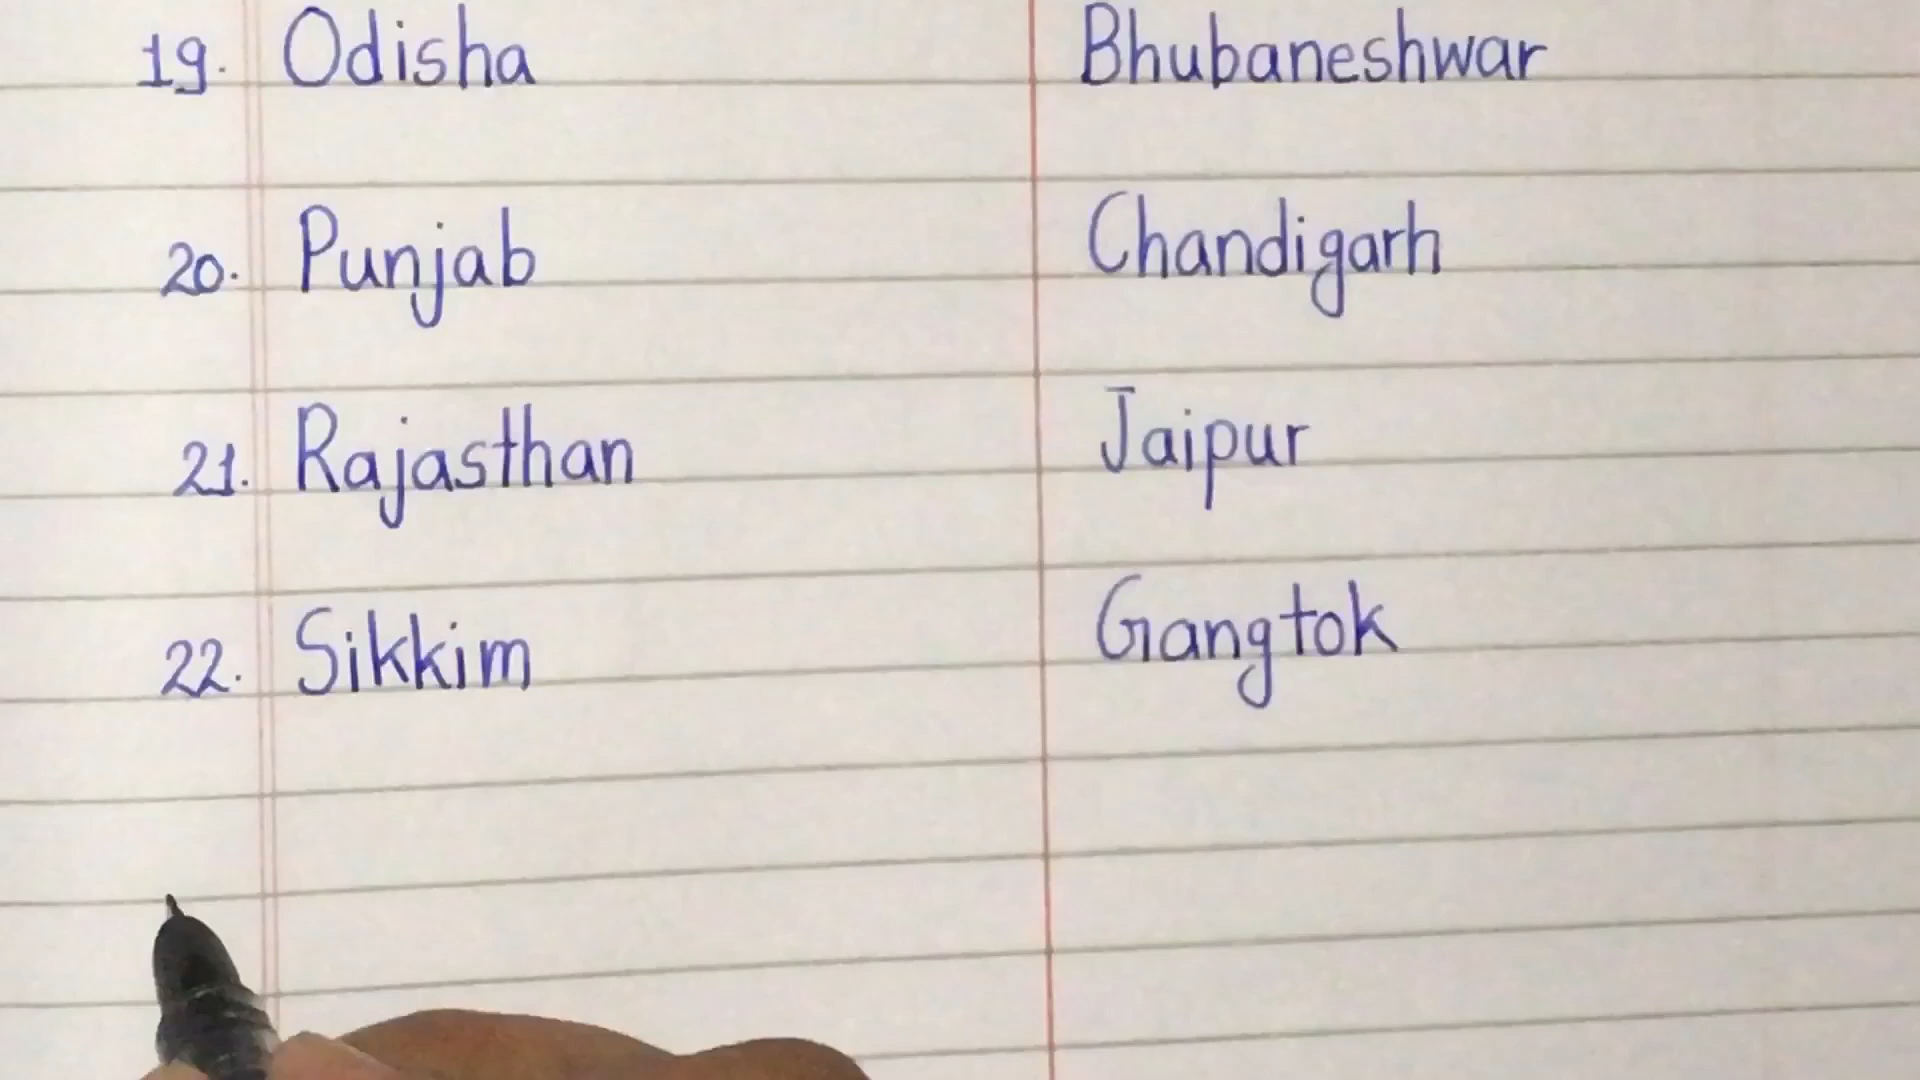 19. Odisha Bhubaneshwar
20. Punjab Chandigarh
21. Rajasthan Jaipur
22. Sikkim Gangtok